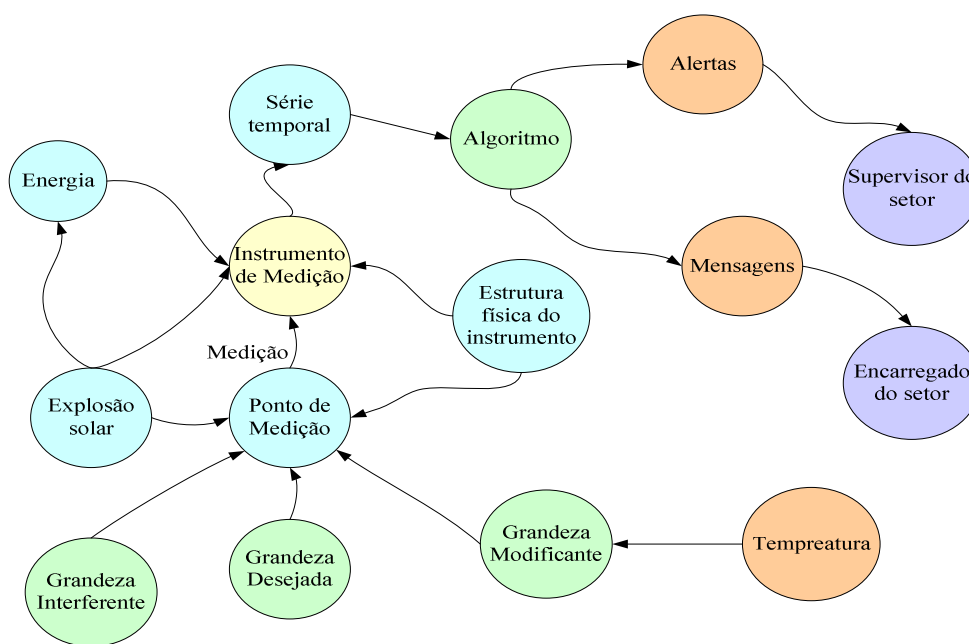 Alertas
Série
temporal
Algoritmo
Energia
Supervisor do
setor
Instrumento
de Medição
Mensagens
Estrutura
física do
instrumento
Medição
Explosão
solar
Ponto de
Medição
Encarregado
do setor
Grandeza
Interferente
Grandeza
Desejada
Grandeza
Modificante
Tempreatura